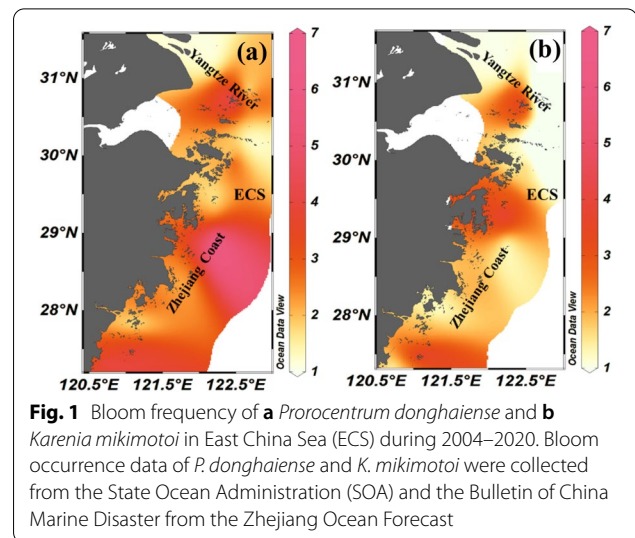 (a)
Yangtze River
ECS
Zhejiang Coast
31°N
30°N
29°N
28°N
120.5°E 121.5°E 122.5°E
7
6
5
4
3
2
1
Ocean Data View
(b)
Yangtze River
ECS
Zhejiang Coast
31°N
30°N
29°N
28°N
120.5°E 121.5°E 122.5°E
7
6
5
4
3
2
1
Ocean Data View
Fig. 1 Bloom frequency of a Prorocentrum donghaiense and b
Karenia mikimotoi in East China Sea (ECS) during 2004–2020. Bloom
occurrence data of P. donghaiense and K. mikimotoi were collected
from the State Ocean Administration (SOA) and the Bulletin of China
Marine Disaster from the Zhejiang Ocean Forecast